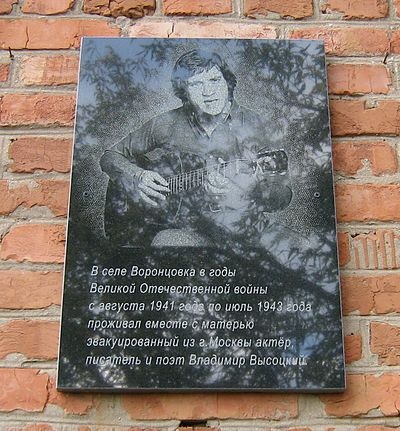 В селе Воронцовка в годы
Великой Отечественной войны
с августа 1941 года по июль 1943 года
проживал вместе с матерью
эвакуированный из г. Москвы актёр,
писатель и поэт Владимир Высоцкий.